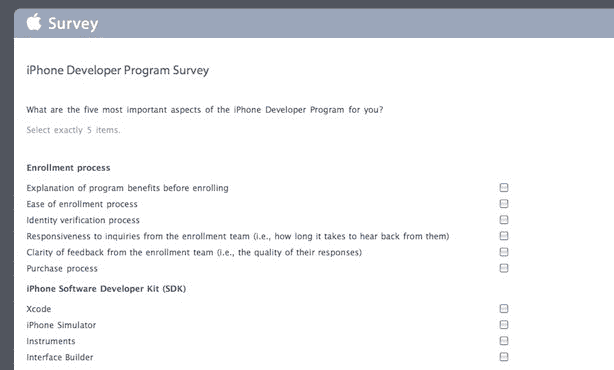 Survey
iPhone Developer Program Survey
What are the five most important aspects of the iPhone Developer Program for you?
Select exactly 5 items.
Enrollment process
Explanation of program benefits before enrolling
Ease of enrollment process
Identity verification process
Responsiveness to inquiries from the enrollment team (i.e., how long it takes to hear back from them)
Clarity of feedback from the enrollment team (i.e., the quality of their responses)
Purchase process
iPhone Software Developer Kit (SDK)
Xcode
iPhone Simulator
Instruments
Interface Builder